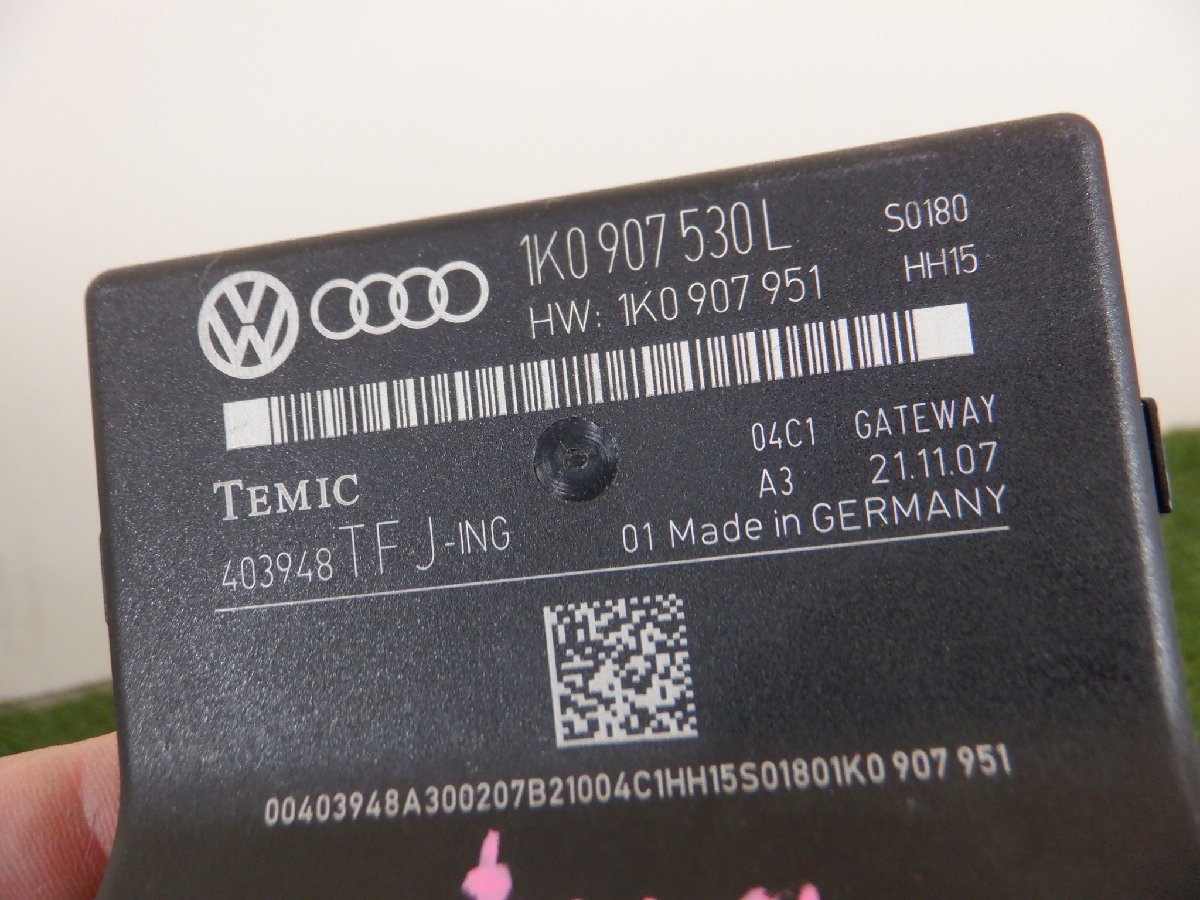 1K0 907 530 L S0180
HW: 1K0 907 951 HH15
04C1 GATEWAY
TEMIC A3 21.11.07
403948 TF J-ING 01 Made in GERMANY
00403948A300207B21004C1HH15S01801K0 907 951